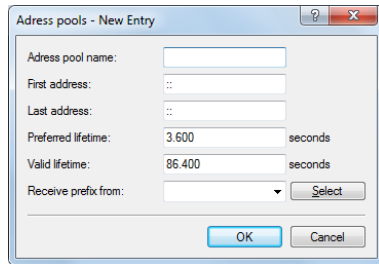 Adress pools - New Entry
Adress pool name:
First address: ::
Last address: ::
Preferred lifetime: 3.600 seconds
Valid lifetime: 86.400 seconds
Receive prefix from: Select
OK Cancel